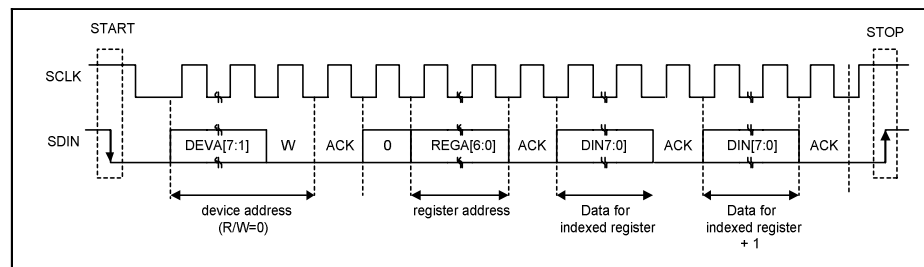 START
STOP
SCLK
SDIN
DEVA[7:1]
W
ACK
0
REGA[6:0]
ACK
DIN7:0]
ACK
DIN[7:0]
ACK
device address
(R/W=0)
register address
Data for
indexed register
Data for
indexed register
+ 1